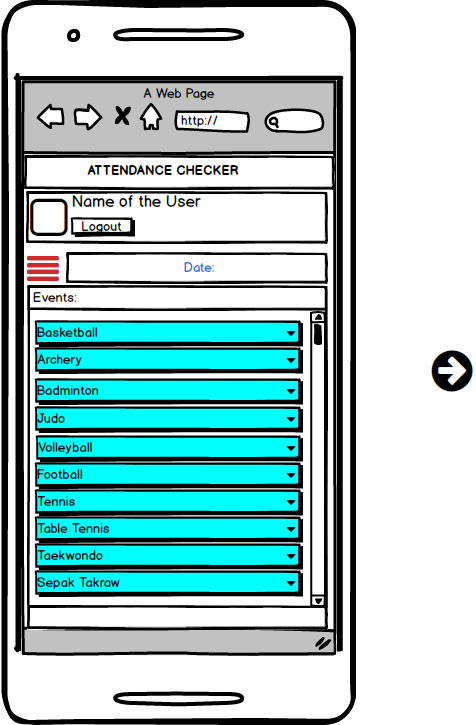 A Web Page
http://
ATTENDANCE CHECKER
Name of the User
Logout
Date:
Events:
Basketball
Archery
Badminton
Judo
Volleyball
Football
Tennis
Table Tennis
Taekwondo
Sepak Takraw